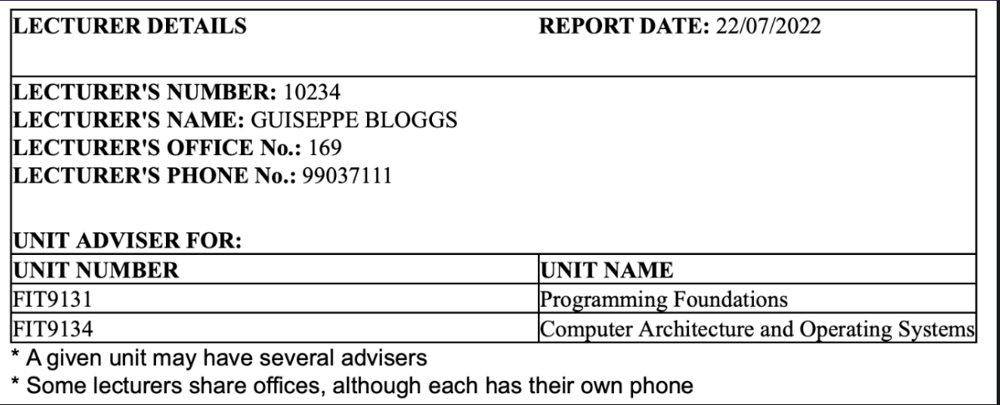 LECTURER DETAILS REPORT DATE: 22/07/2022
LECTURER'S NUMBER: 10234
LECTURER'S NAME: GUISEPPE BLOGGS
LECTURER'S OFFICE No.: 169
LECTURER'S PHONE No.: 99037111
UNIT ADVISER FOR:
UNIT NUMBER UNIT NAME
FIT9131 Programming Foundations
FIT9134 Computer Architecture and Operating Systems
* A given unit may have several advisers
* Some lecturers share offices, although each has their own phone